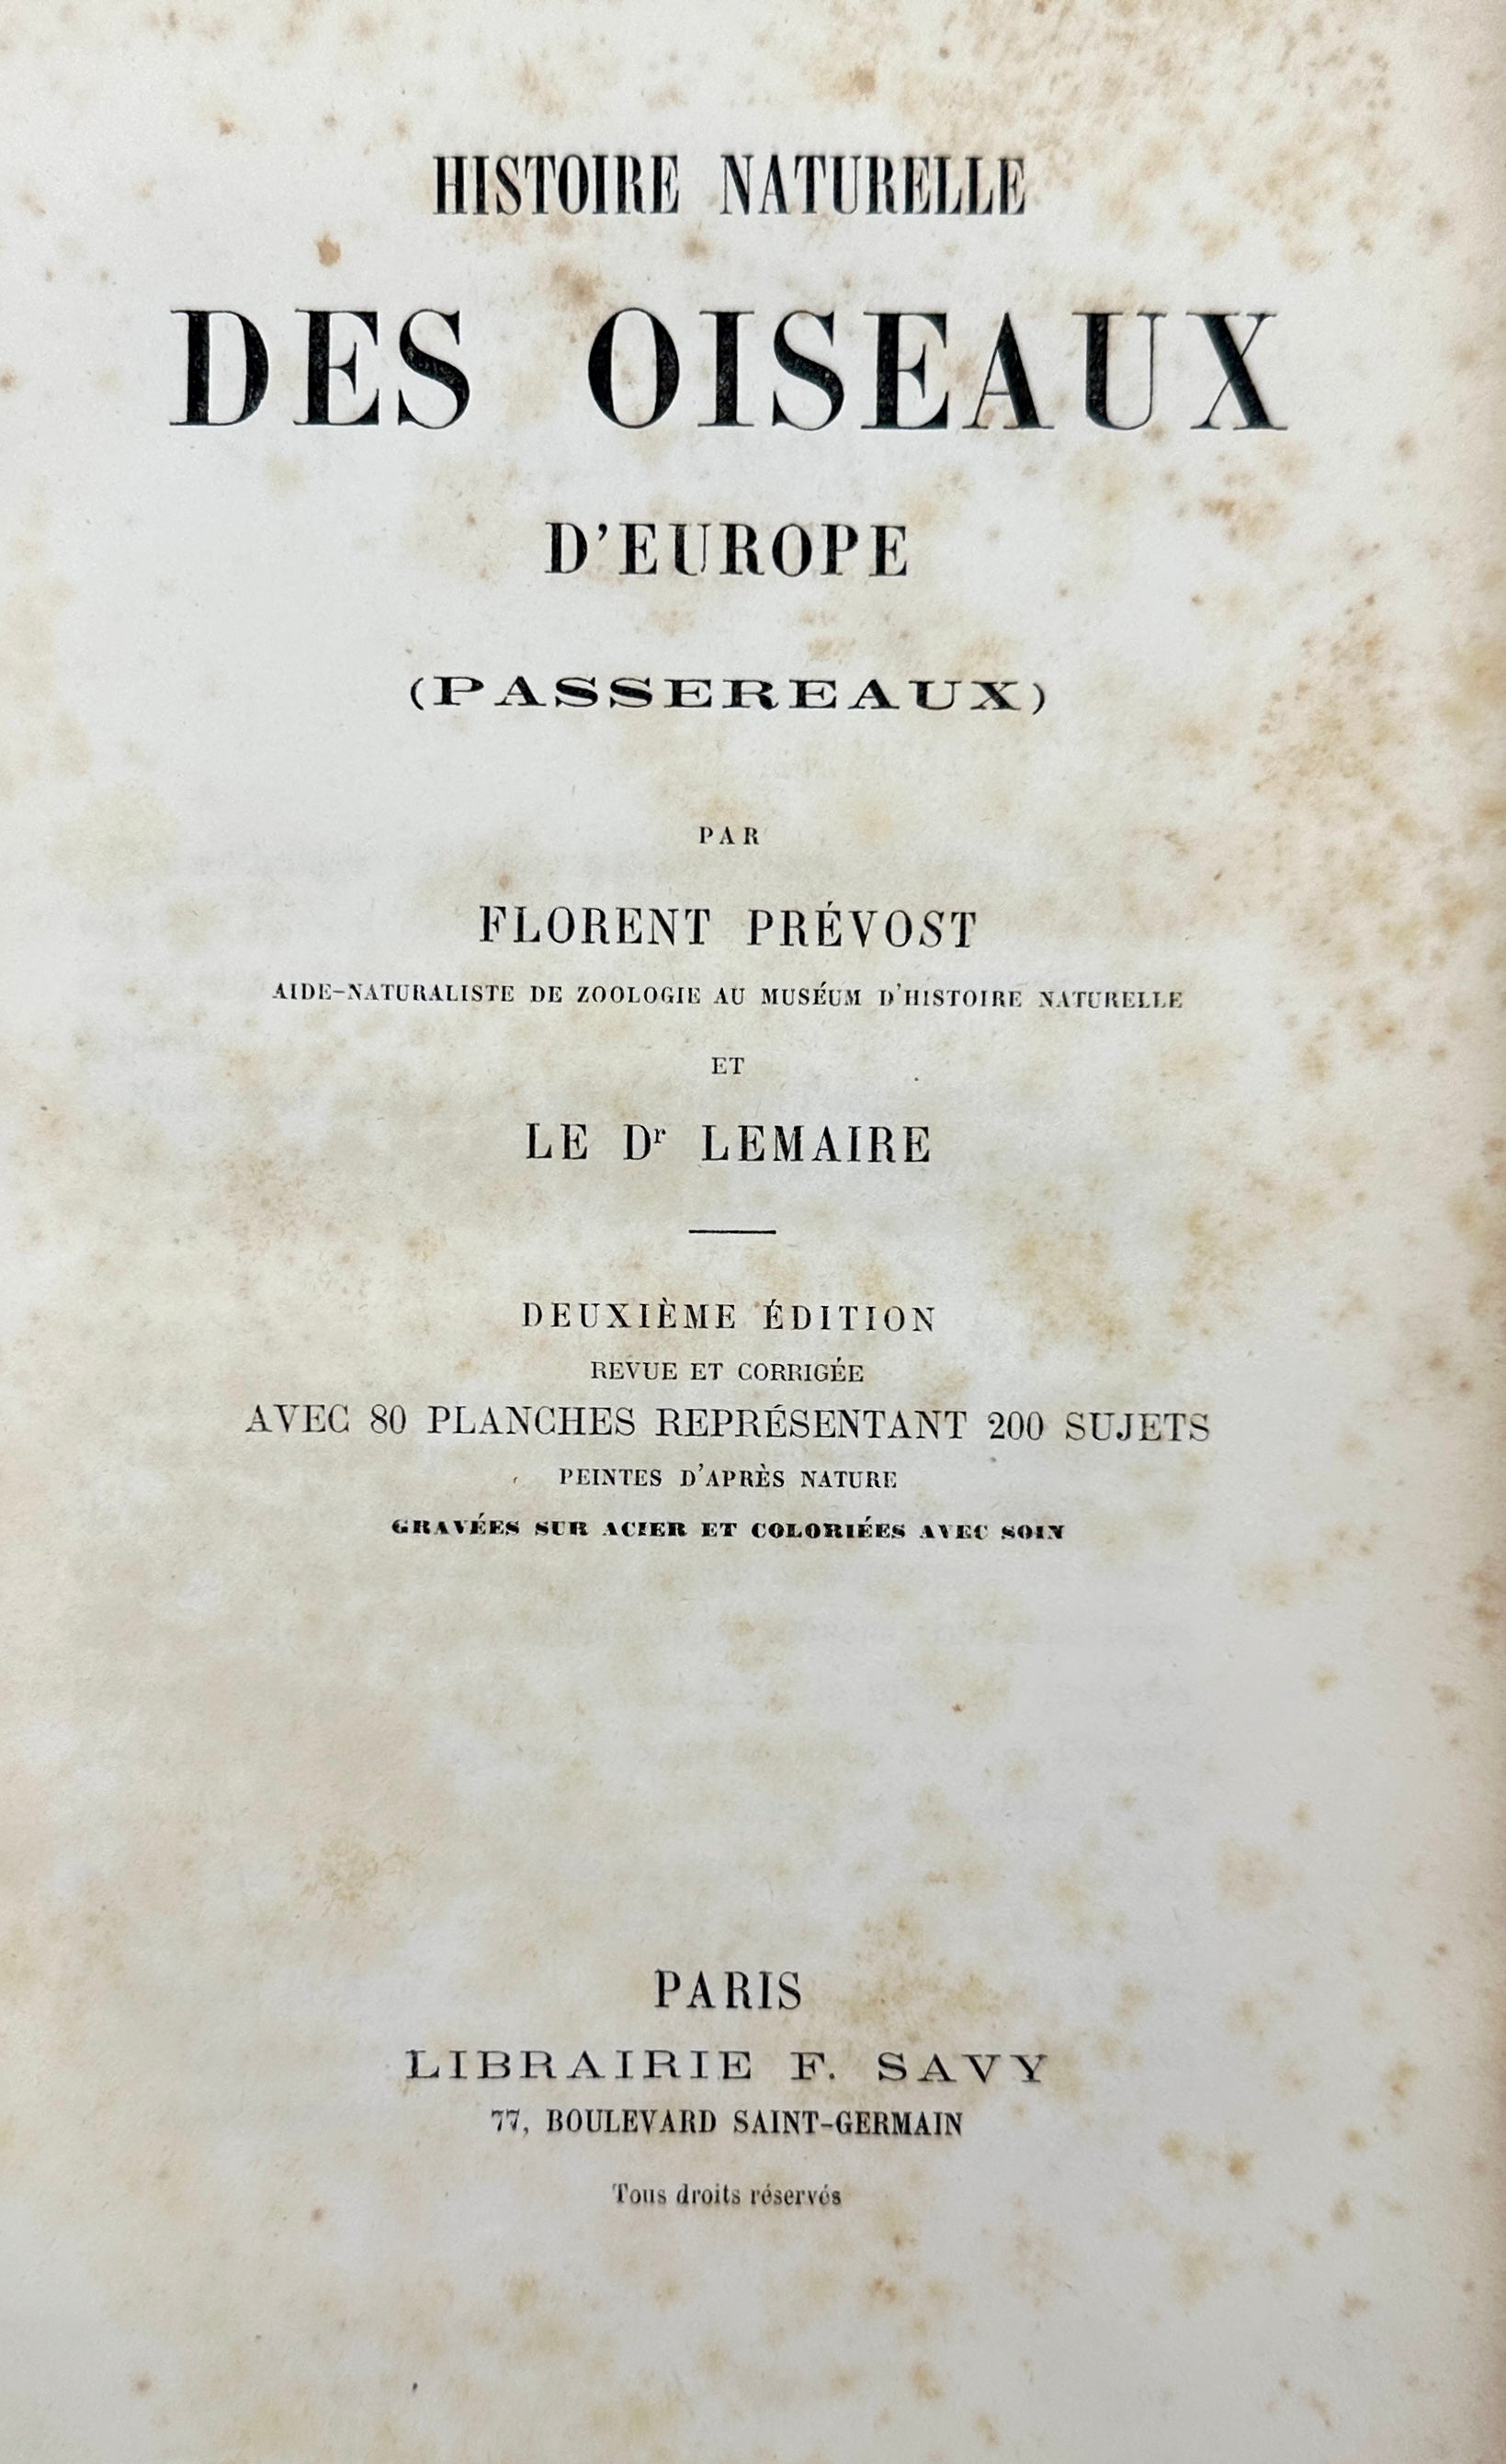 HISTOIRE NATURELLE
DES OISEAUX
D'EUROPE
(PASSEREAUX)
PAR
FLORENT PRÉVOST
AIDE-NATURALISTE DE ZOOLOGIE AU MUSÉUM D'HISTOIRE NATURELLE
ET
LE Dʳ LEMAIRE
DEUXIÈME ÉDITION
REVUE ET CORRIGÉE
AVEC 80 PLANCHES REPRÉSENTANT 200 SUJETS
PEINTES D'APRÈS NATURE
GRAVÉES SUR ACIER ET COLORIÉES AVEC SOIN
PARIS
LIBRAIRIE F. SAVY
77, BOULEVARD SAINT-GERMAIN
Tous droits réservés